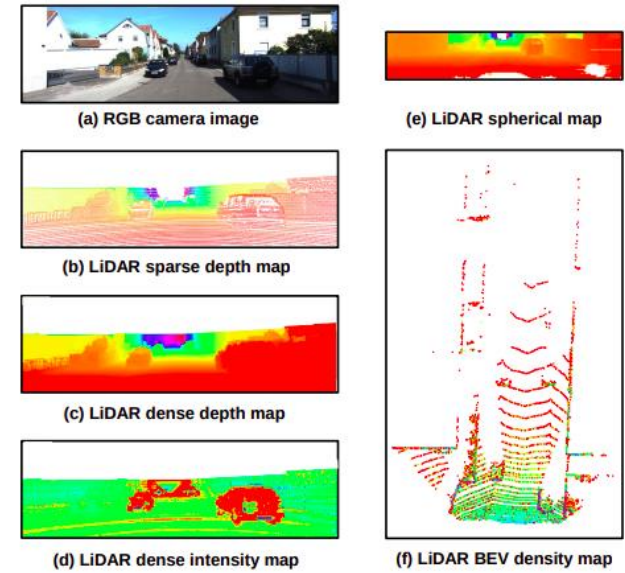 (a) RGB camera image
(b) LiDAR sparse depth map
(c) LiDAR dense depth map
(d) LiDAR dense intensity map
(e) LiDAR spherical map
(f) LiDAR BEV density map